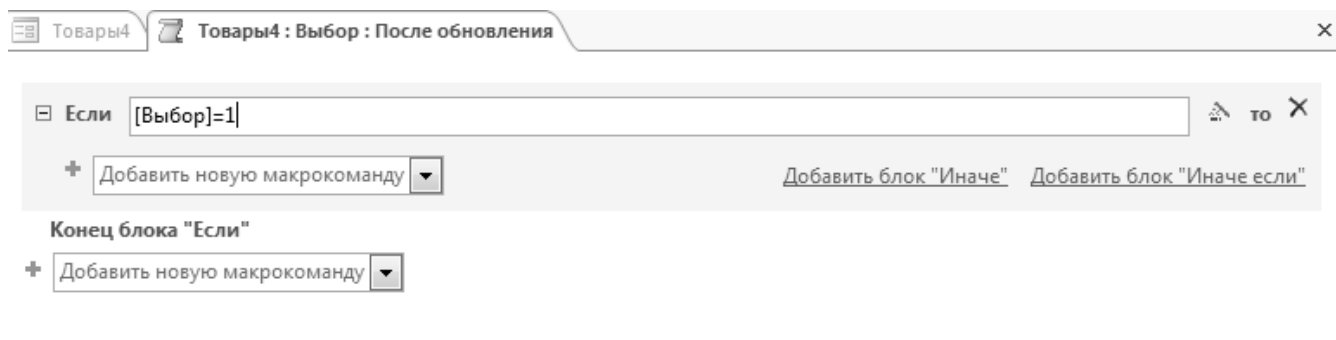 Товары4 Товары4 : Выбор : После обновления
Если [Выбор]=1 то
Добавить новую макрокоманду Добавить блок "Иначе" Добавить блок "Иначе если"
Конец блока "Если"
Добавить новую макрокоманду